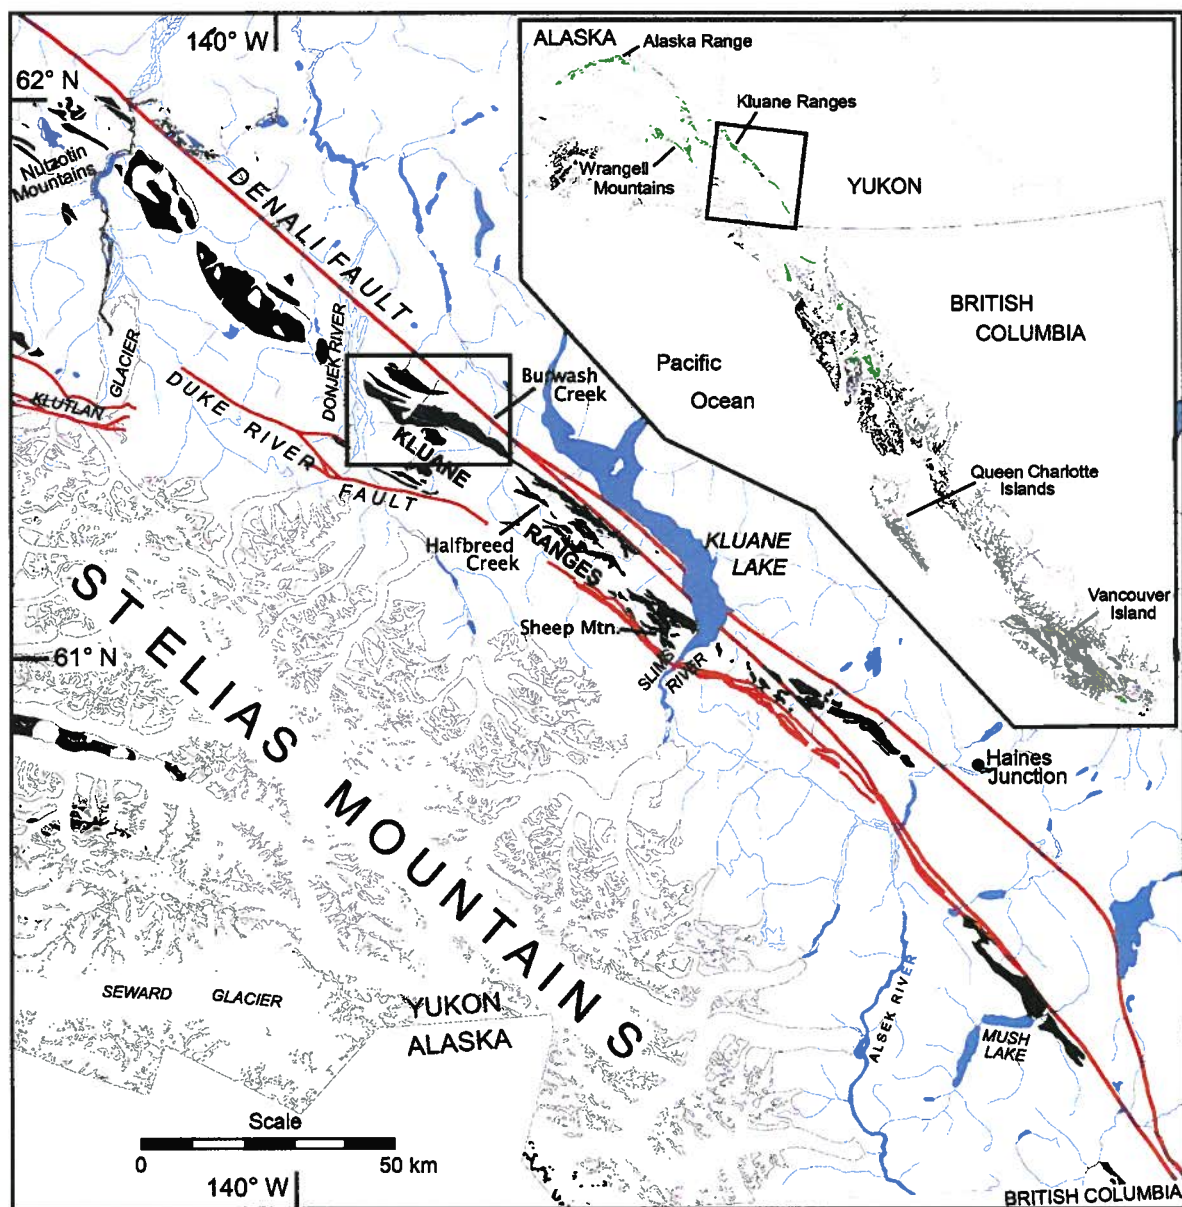 140° W
62° N
Nutzotin
Mountains
DENALI FAULT
DONJEK RIVER
GLACIER
KLUTLAN
DUKE RIVER FAULT
Burwash
Creek
KLUANE
RANGES
Halfbreed
Creek
KLUANE
LAKE
Sheep Mtn.
SLIMS
RIVER
61° N
ST ELIAS MOUNTAINS
Haines
Junction
SEWARD GLACIER
YUKON
ALASKA
ALSEK RIVER
MUSH
LAKE
Scale
0 50 km
140° W
BRITISH COLUMBIA
ALASKA
Alaska Range
Kluane Ranges
Wrangell
Mountains
YUKON
BRITISH
COLUMBIA
Pacific
Ocean
Queen Charlotte
Islands
Vancouver
Island